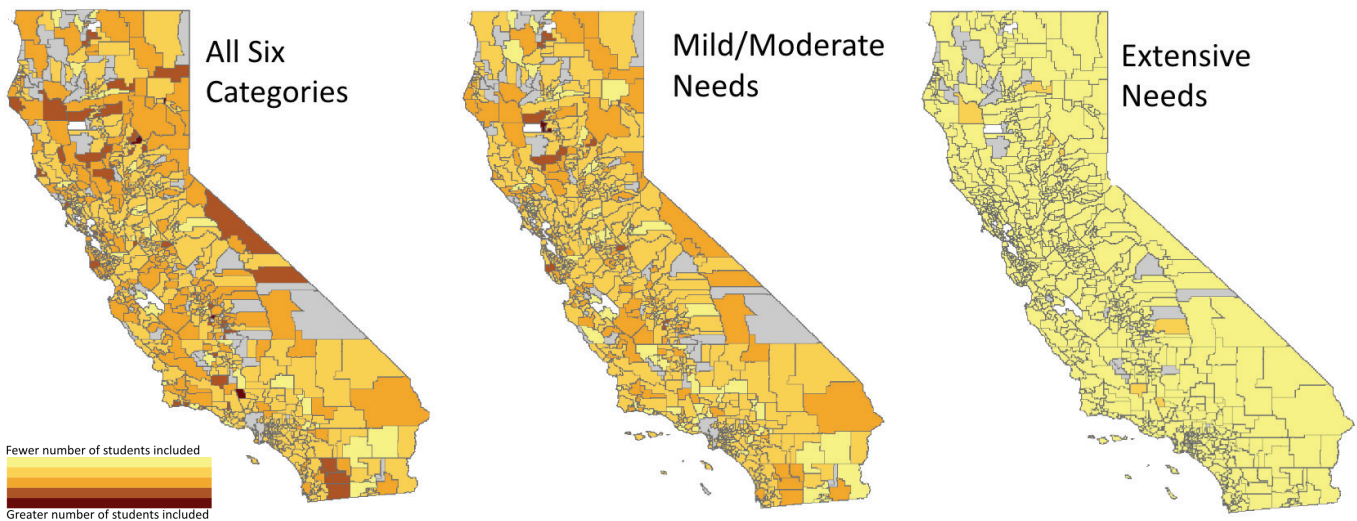 All Six
Categories
Mild/Moderate
Needs
Extensive
Needs
Fewer number of students included
Greater number of students included